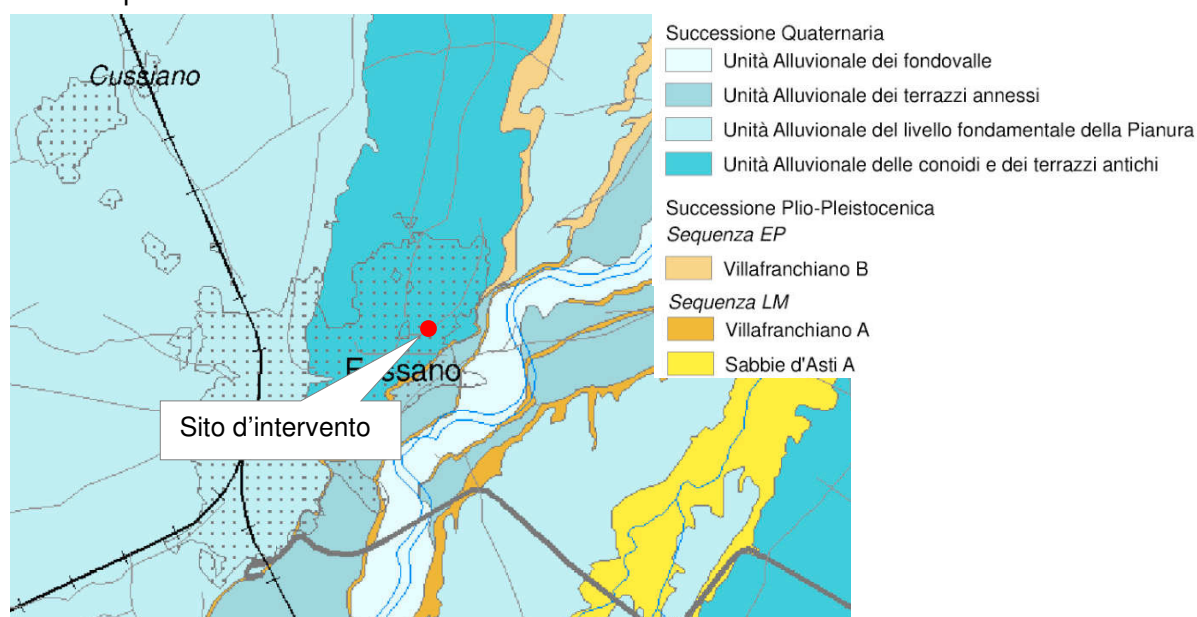 Cussiano
Fossano
Sito d'intervento
Successione Quaternaria
Unità Alluvionale dei fondovalle
Unità Alluvionale dei terrazzi annessi
Unità Alluvionale del livello fondamentale della Pianura
Unità Alluvionale delle conoidi e dei terrazzi antichi
Successione Plio-Pleistocenica
Sequenza EP
Villafranchiano B
Sequenza LM
Villafranchiano A
Sabbie d'Asti A